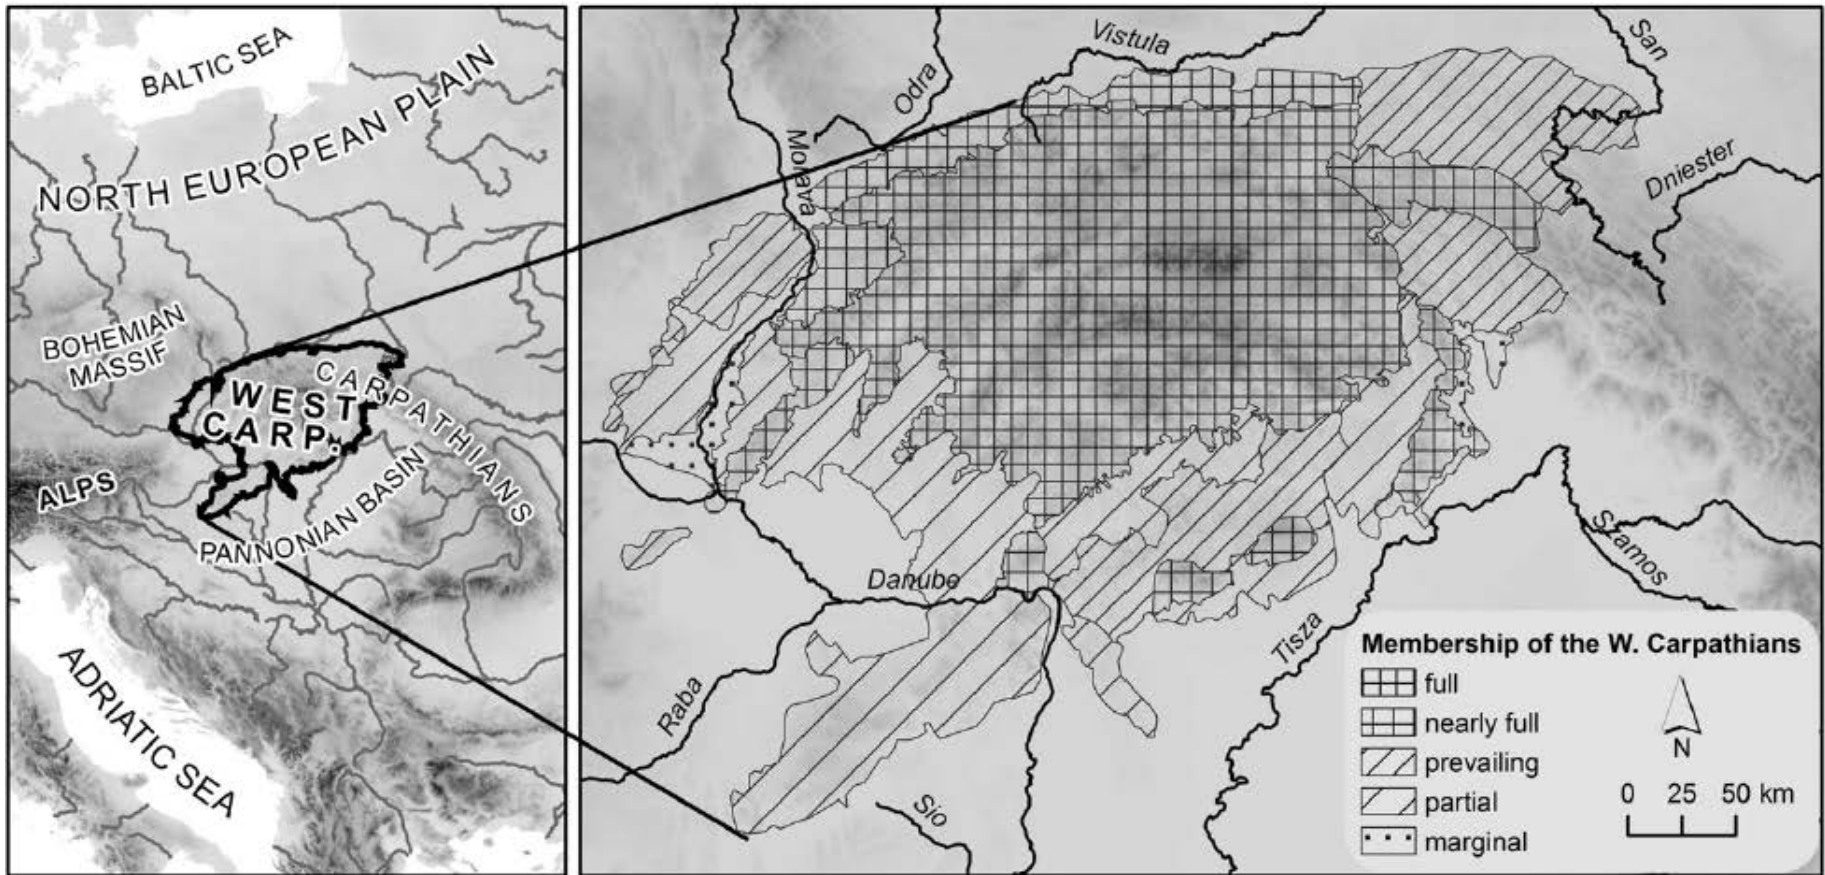 BALTIC SEA
NORTH EUROPEAN PLAIN
BOHEMIAN
MASSIF
CARPATHIANS
WEST
CARP.
ALPS
PANNONIAN BASIN
ADRIATIC SEA
Vistula
San
Odra
Morava
Dniester
Danube
Szamos
Tisza
Raba
Sio
Membership of the W. Carpathians
full
nearly full
prevailing
partial
marginal
N
0 25 50 km